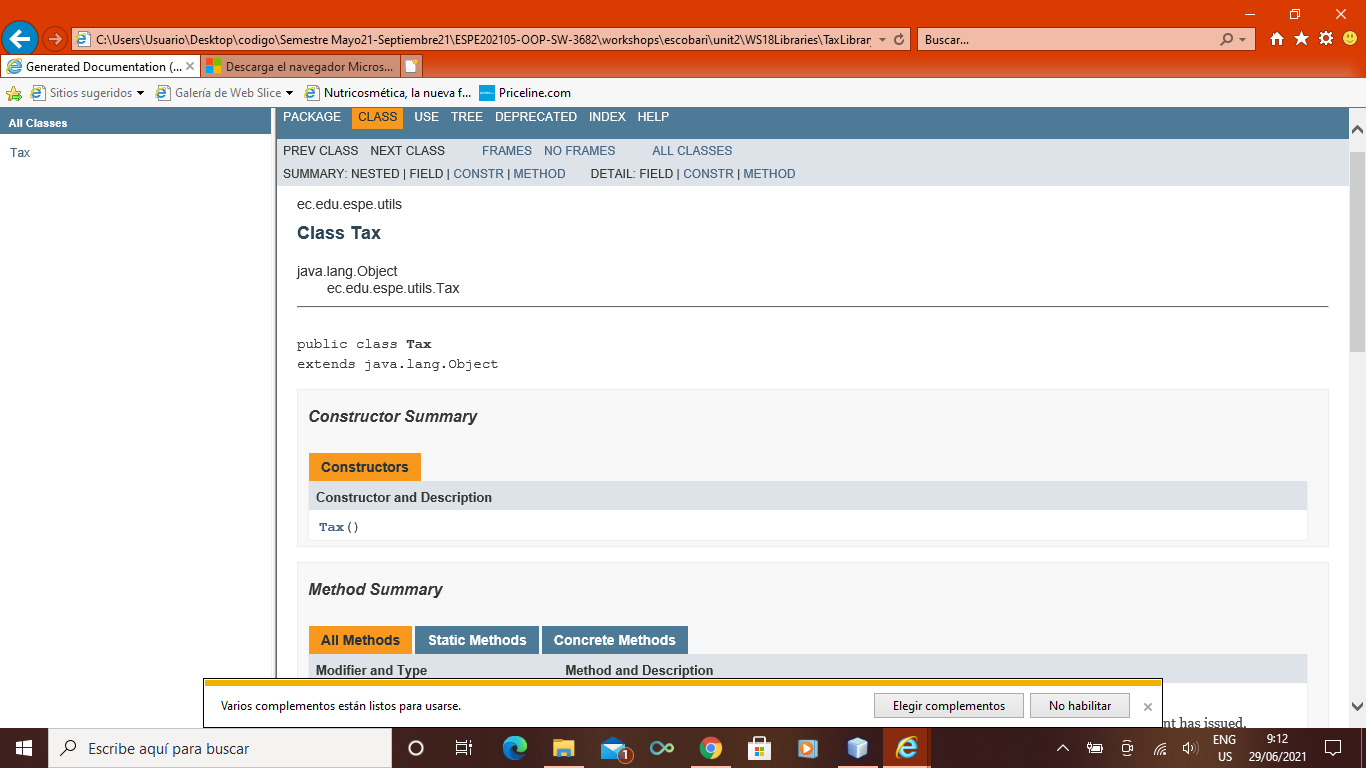 C:\Users\Usuario\Desktop\codigo\Semestre Mayo21-Septiembre21\ESPE202105-OOP-SW-3682\workshops\escobari\unit2\WS18Libraries\TaxLibrar
Buscar...
Generated Documentation (...
Descarga el navegador Micros...
Sitios sugeridos
Galería de Web Slice
Nutricosmética, la nueva f...
Priceline.com
All Classes
Tax
PACKAGE CLASS USE TREE DEPRECATED INDEX HELP
PREV CLASS NEXT CLASS FRAMES NO FRAMES ALL CLASSES
SUMMARY: NESTED | FIELD | CONSTR | METHOD DETAIL: FIELD | CONSTR | METHOD
ec.edu.espe.utils
Class Tax
java.lang.Object
ec.edu.espe.utils.Tax
public class Tax
extends java.lang.Object
Constructor Summary
Constructors
Constructor and Description
Tax()
Method Summary
All Methods Static Methods Concrete Methods
Modifier and Type Method and Description
Varios complementos están listos para usarse.
Elegir complementos
No habilitar
nt has issued.
Escribe aquí para buscar
1
ENG
US
9:12
29/06/2021